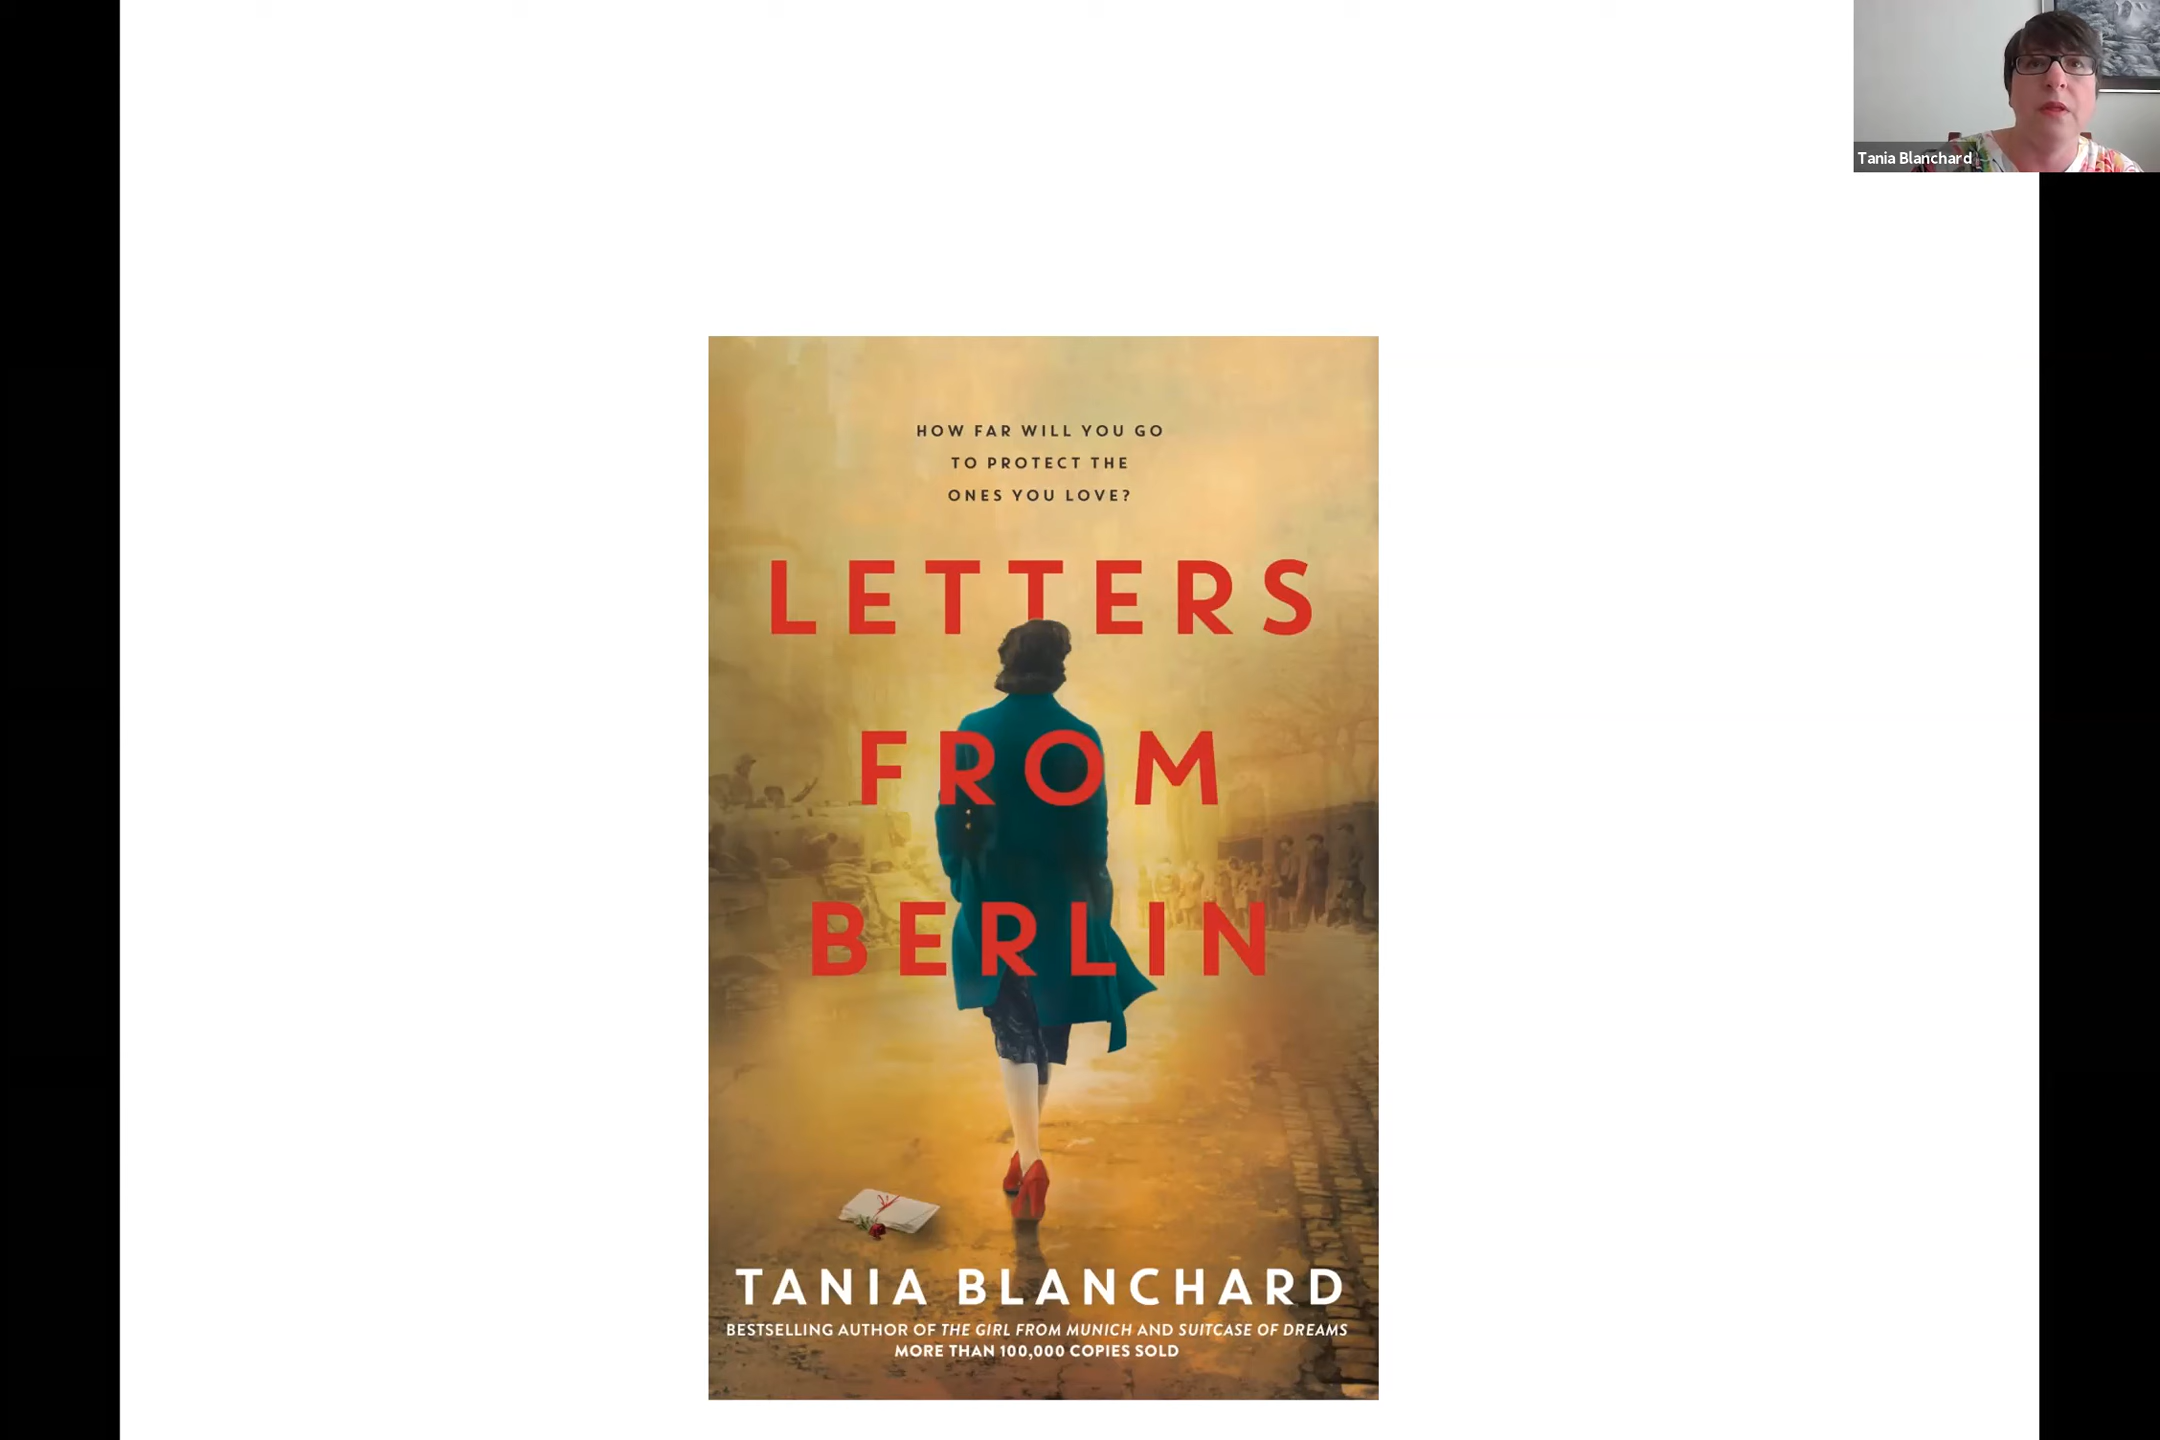 Tania Blanchard
HOW FAR WILL YOU GO
TO PROTECT THE
ONES YOU LOVE?
LETTERS
FROM
BERLIN
TANIA BLANCHARD
BESTSELLING AUTHOR OF THE GIRL FROM MUNICH AND SUITCASE OF DREAMS
MORE THAN 100,000 COPIES SOLD